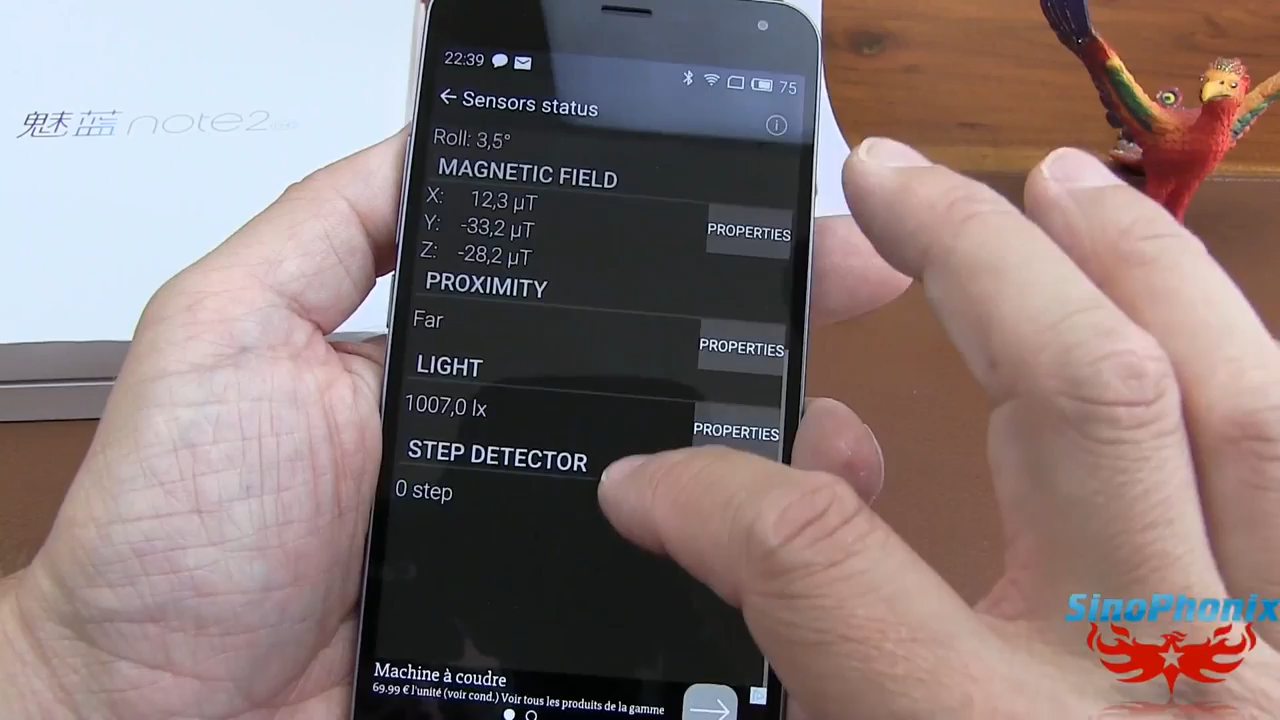 魅蓝 note2
22:39
75
Sensors status
Roll: 3,5°
MAGNETIC FIELD
X: 12,3 µT
Y: -33,2 µT
Z: -28,2 µT
PROPERTIES
PROXIMITY
Far
PROPERTIES
LIGHT
1007,0 lx
PROPERTIES
STEP DETECTOR
0 step
Machine à coudre
69.99 € l'unité (voir cond.) Voir tous les produits de la gamme
SinoPhonix